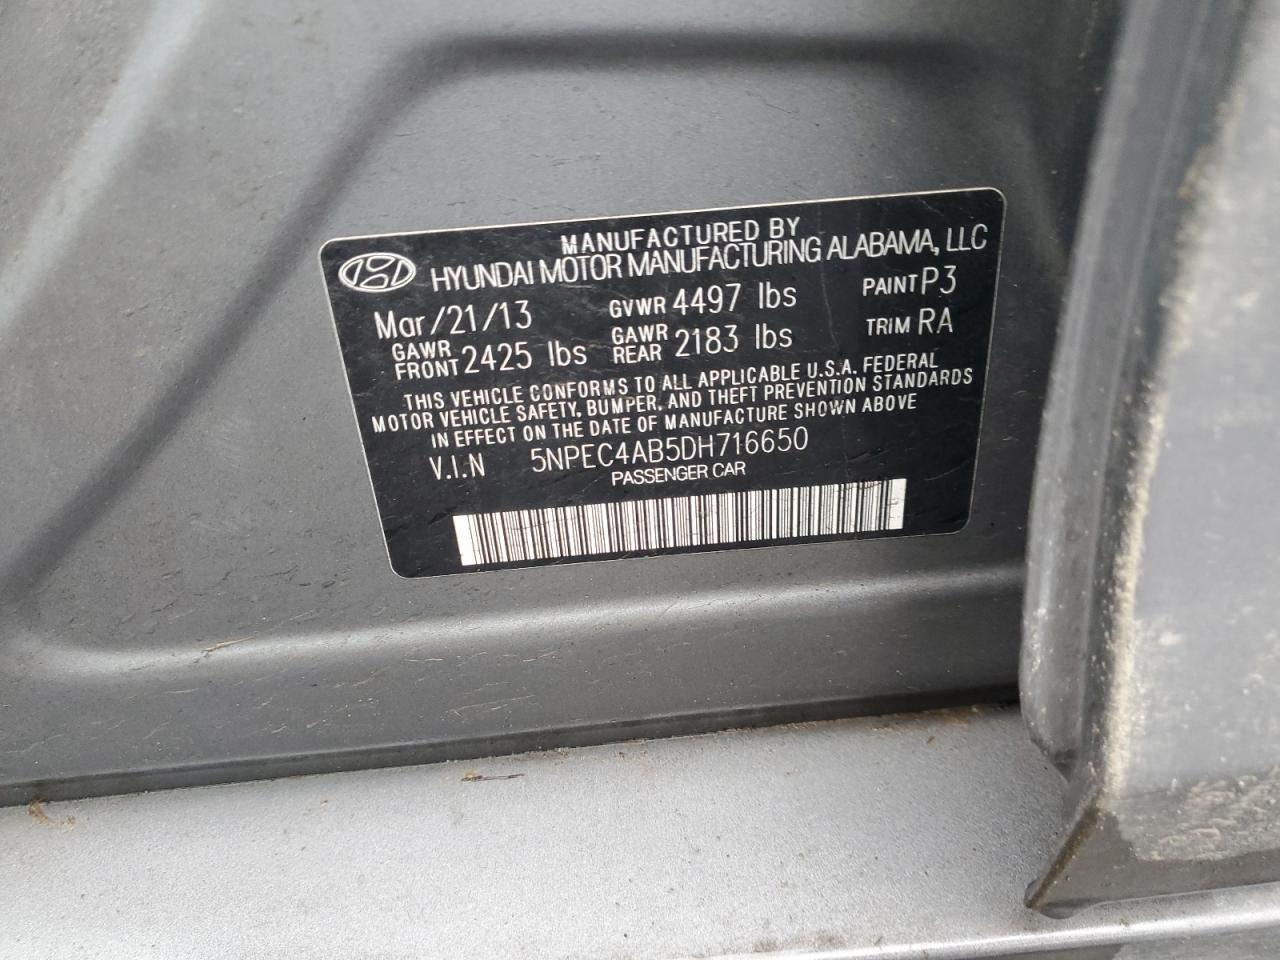 MANUFACTURED BY
HYUNDAI MOTOR MANUFACTURING ALABAMA, LLC
Mar/21/13 GVWR 4497 lbs PAINT P3
GAWR FRONT 2425 lbs GAWR REAR 2183 lbs TRIM RA
THIS VEHICLE CONFORMS TO ALL APPLICABLE U.S.A. FEDERAL
MOTOR VEHICLE SAFETY, BUMPER, AND THEFT PREVENTION STANDARDS
IN EFFECT ON THE DATE OF MANUFACTURE SHOWN ABOVE
V.I.N 5NPEC4AB5DH716650
PASSENGER CAR